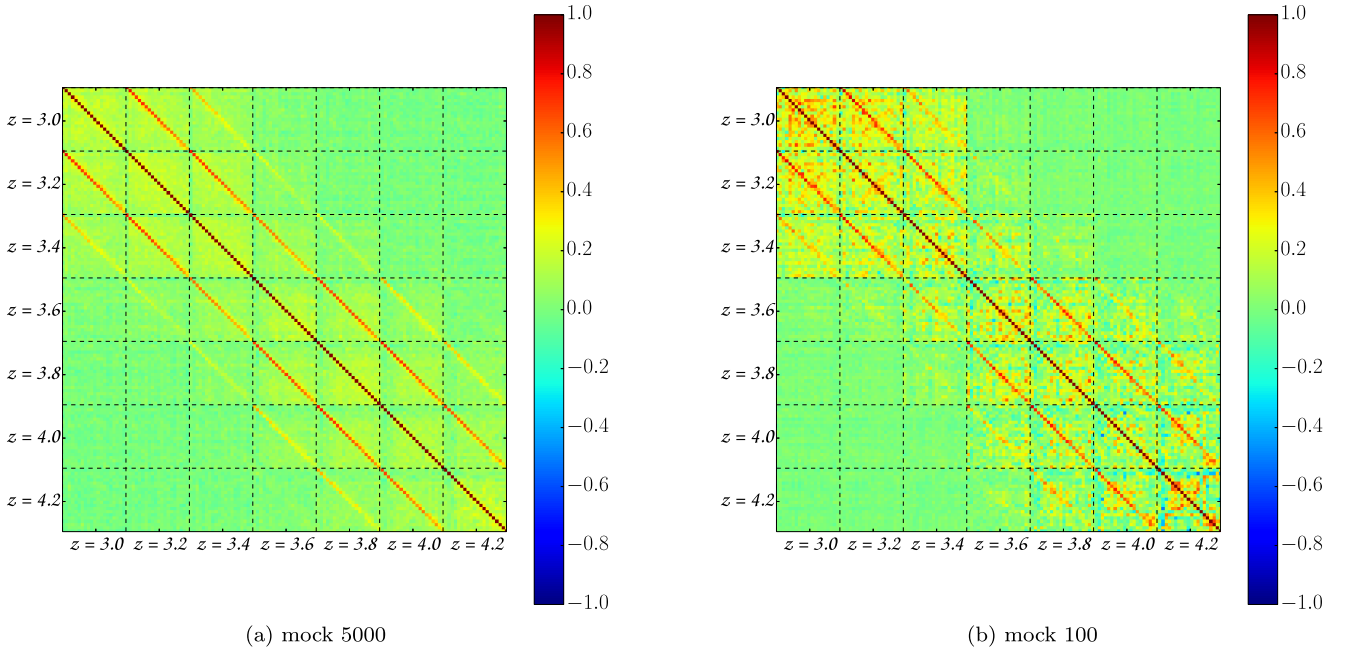 1.0
0.8
0.6
0.4
0.2
0.0
−0.2
−0.4
−0.6
−0.8
−1.0
z = 3.0
z = 3.2
z = 3.4
z = 3.6
z = 3.8
z = 4.0
z = 4.2
z = 3.0 z = 3.2 z = 3.4 z = 3.6 z = 3.8 z = 4.0 z = 4.2
(a) mock 5000
1.0
0.8
0.6
0.4
0.2
0.0
−0.2
−0.4
−0.6
−0.8
−1.0
z = 3.0
z = 3.2
z = 3.4
z = 3.6
z = 3.8
z = 4.0
z = 4.2
z = 3.0 z = 3.2 z = 3.4 z = 3.6 z = 3.8 z = 4.0 z = 4.2
(b) mock 100